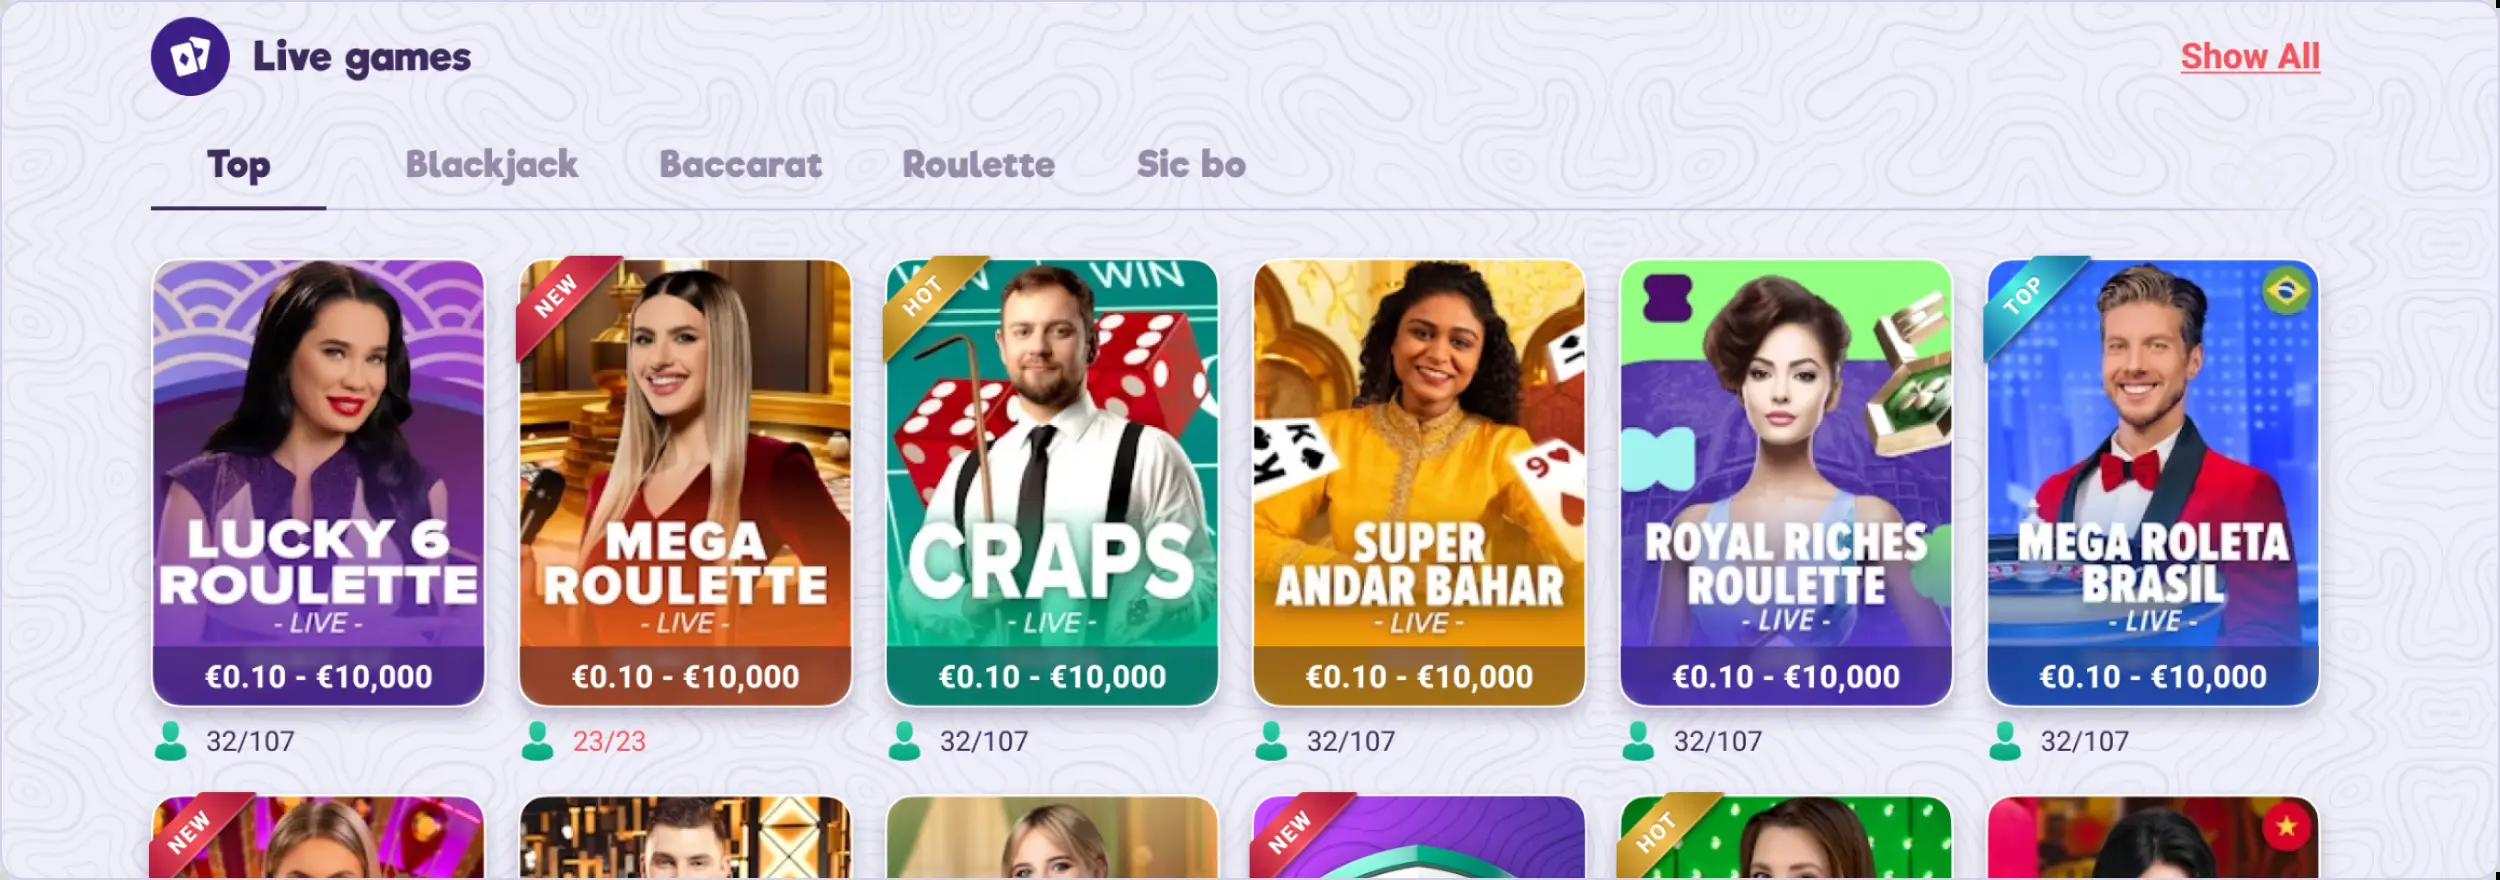 Live games
Show All
Top
Blackjack
Baccarat
Roulette
Sic bo
LUCKY 6
ROULETTE
- LIVE -
€0.10 - €10,000
32/107
NEW
MEGA
ROULETTE
- LIVE -
€0.10 - €10,000
23/23
HOT
WIN
CRAPS
- LIVE -
€0.10 - €10,000
32/107
K
K
9
SUPER
ANDAR BAHAR
- LIVE -
€0.10 - €10,000
32/107
ROYAL RICHES
ROULETTE
- LIVE -
€0.10 - €10,000
32/107
TOP
MEGA ROLETA
BRASIL
- LIVE -
€0.10 - €10,000
32/107
NEW
NEW
HOT